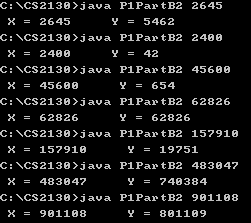 C:\CS2130>java P1PartB2 2645
X = 2645 Y = 5462
C:\CS2130>java P1PartB2 2400
X = 2400 Y = 42
C:\CS2130>java P1PartB2 45600
X = 45600 Y = 654
C:\CS2130>java P1PartB2 62826
X = 62826 Y = 62826
C:\CS2130>java P1PartB2 157910
X = 157910 Y = 19751
C:\CS2130>java P1PartB2 483047
X = 483047 Y = 740384
C:\CS2130>java P1PartB2 901108
X = 901108 Y = 801109